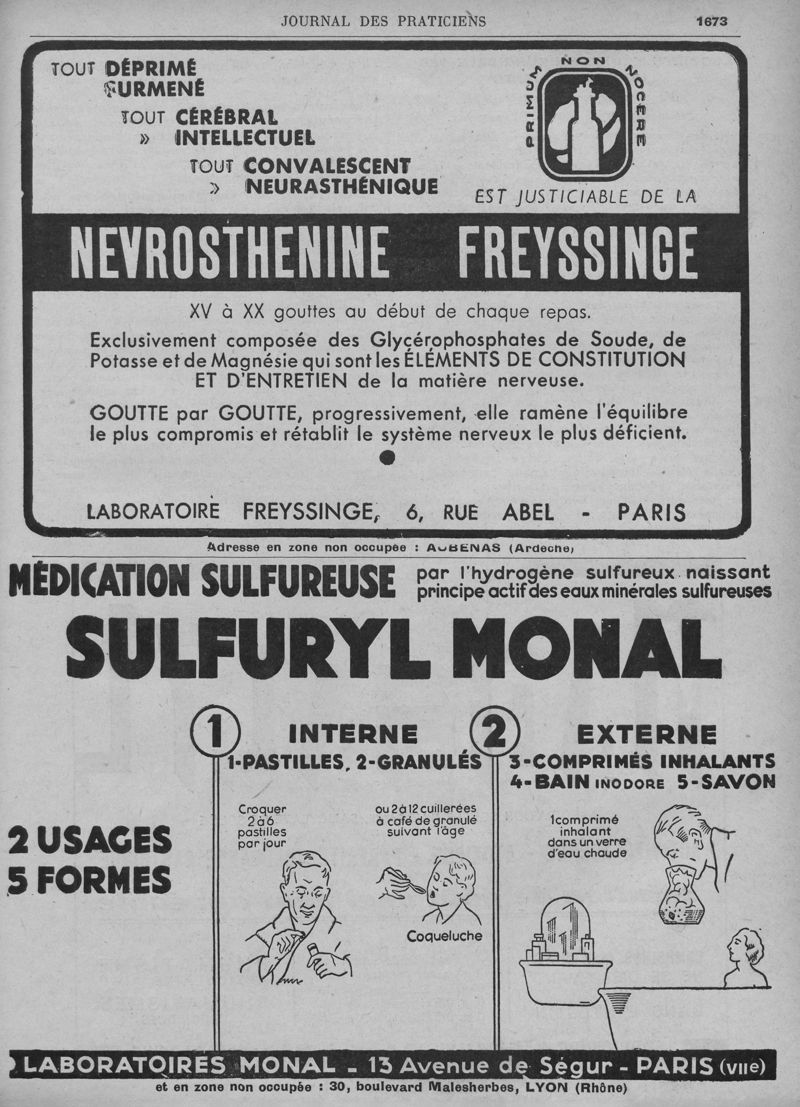 JOURNAL DES PRATICIENS 1673
TOUT DÉPRIMÉ
SURMENÉ
TOUT CÉRÉBRAL
» INTELLECTUEL
TOUT CONVALESCENT
» NEURASTHÉNIQUE
PRIMUM NON NOCERE
EST JUSTICIABLE DE LA
NEVROSTHENINE FREYSSINGE
XV à XX gouttes au début de chaque repas.
Exclusivement composée des Glycérophosphates de Soude, de
Potasse et de Magnésie qui sont les ÉLÉMENTS DE CONSTITUTION
ET D'ENTRETIEN de la matière nerveuse.
GOUTTE par GOUTTE, progressivement, elle ramène l'équilibre
le plus compromis et rétablit le système nerveux le plus déficient.
LABORATOIRE FREYSSINGE, 6, RUE ABEL - PARIS
Adresse en zone non occupée : AUBENAS (Ardeche)
MÉDICATION SULFUREUSE par l'hydrogène sulfureux naissant
principe actif des eaux minérales sulfureuses
SULFURYL MONAL
2 USAGES
5 FORMES
1 INTERNE
1-PASTILLES, 2-GRANULÉS
Croquer
2 à 6
pastilles
par jour
ou 2 à 12 cuillerées
à café de granulé
suivant l'âge
Coqueluche
2 EXTERNE
3-COMPRIMÉS INHALANTS
4-BAIN INODORE 5-SAVON
1 comprimé
inhalant
dans un verre
d'eau chaude
LABORATOIRES MONAL - 13 Avenue de Ségur - PARIS (VIIe)
et en zone non occupée : 30, boulevard Malesherbes, LYON (Rhône)